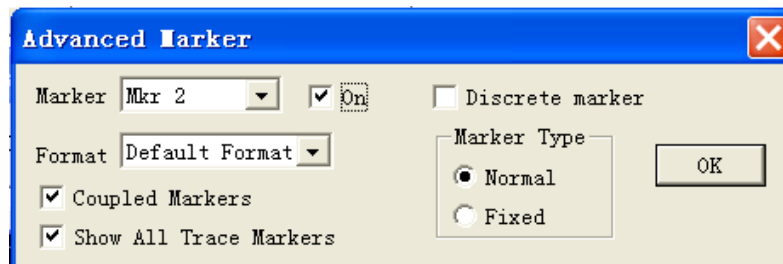 Advanced Marker
Marker Mkr 2 On Discrete marker
Format Default Format Marker Type
Normal OK
Coupled Markers
Fixed
Show All Trace Markers